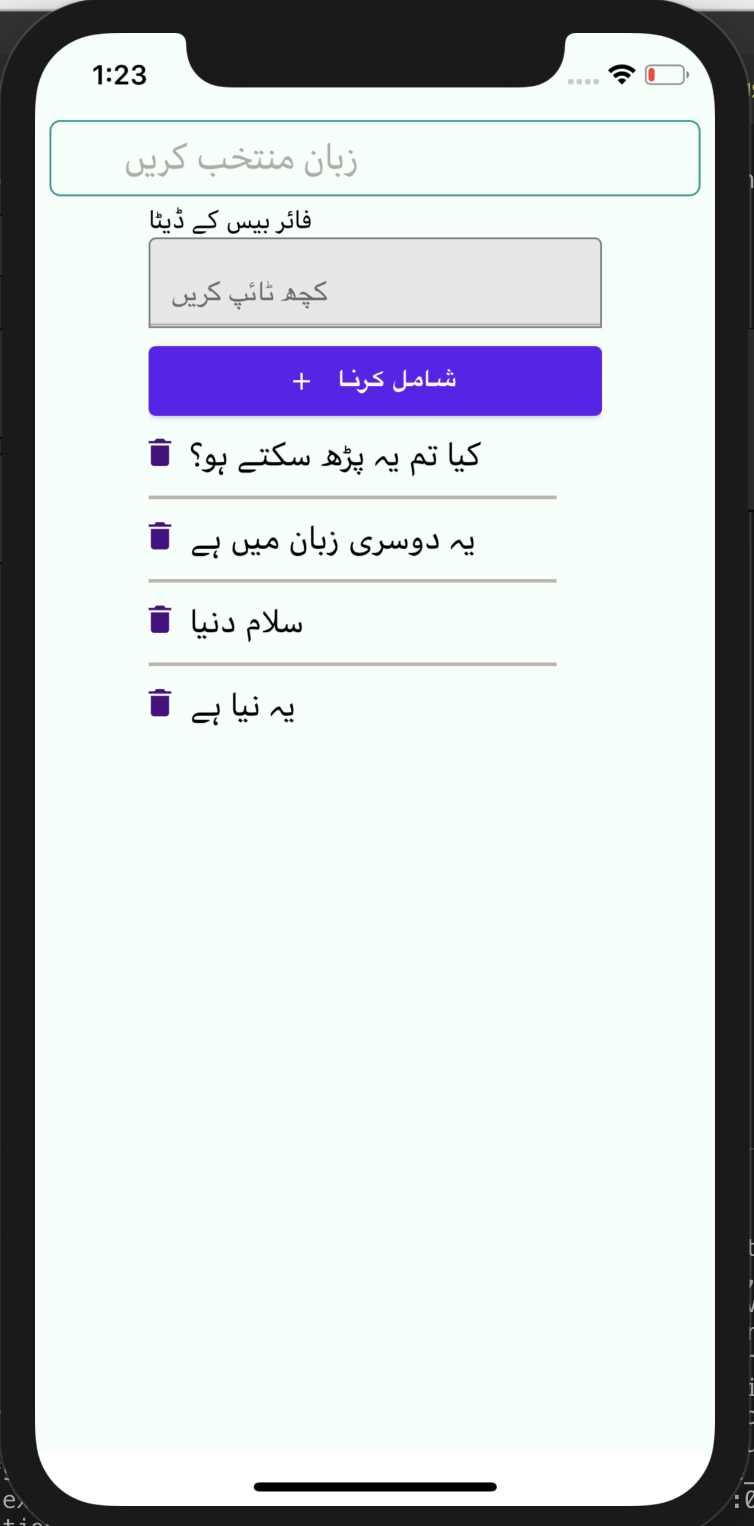 1:23
زبان منتخب کریں
فائر بیس کے ڈیٹا
کچھ ٹائپ کریں
+ شامل کرنا
کیا تم یہ پڑھ سکتے ہو؟
یہ دوسری زبان میں ہے
سلام دنیا
یہ نیا ہے